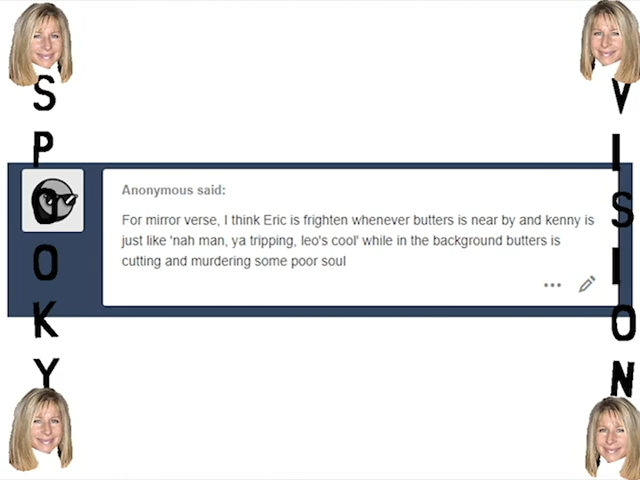 SPOOKY
VISION
Anonymous said:
For mirror verse, I think Eric is frighten whenever butters is near by and kenny is
just like 'nah man, ya tripping, leo's cool' while in the background butters is
cutting and murdering some poor soul